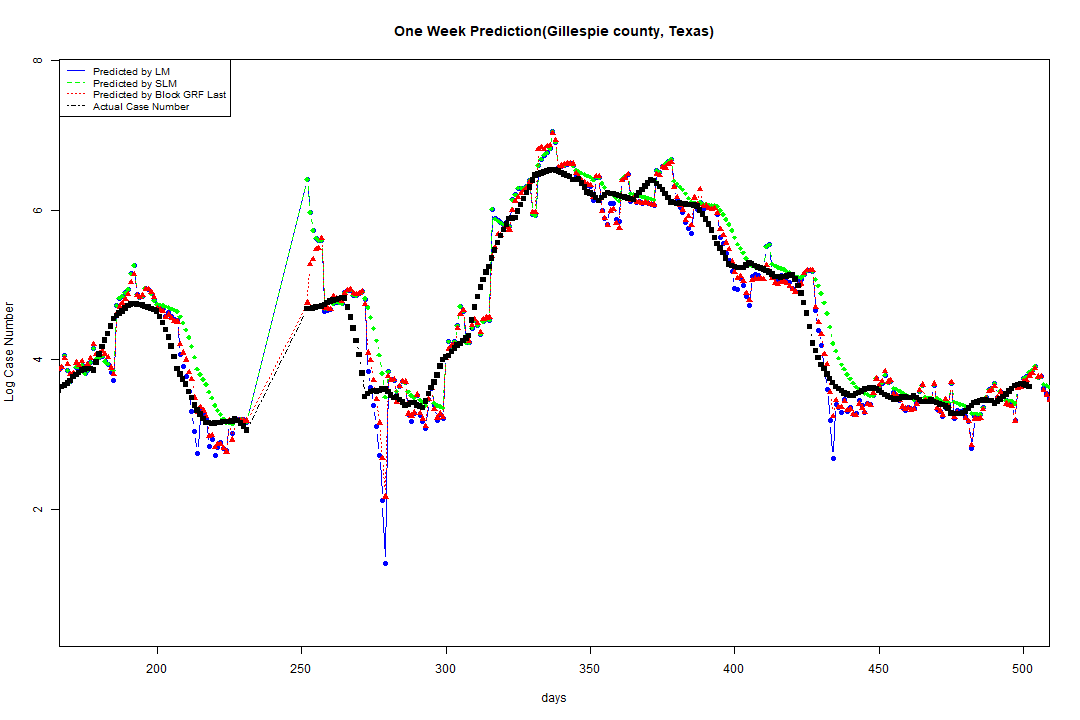 One Week Prediction(Gillespie county, Texas)
Predicted by LM
Predicted by SLM
Predicted by Block GRF Last
Actual Case Number
Log Case Number
8
6
4
2
200 250 300 350 400 450 500
days